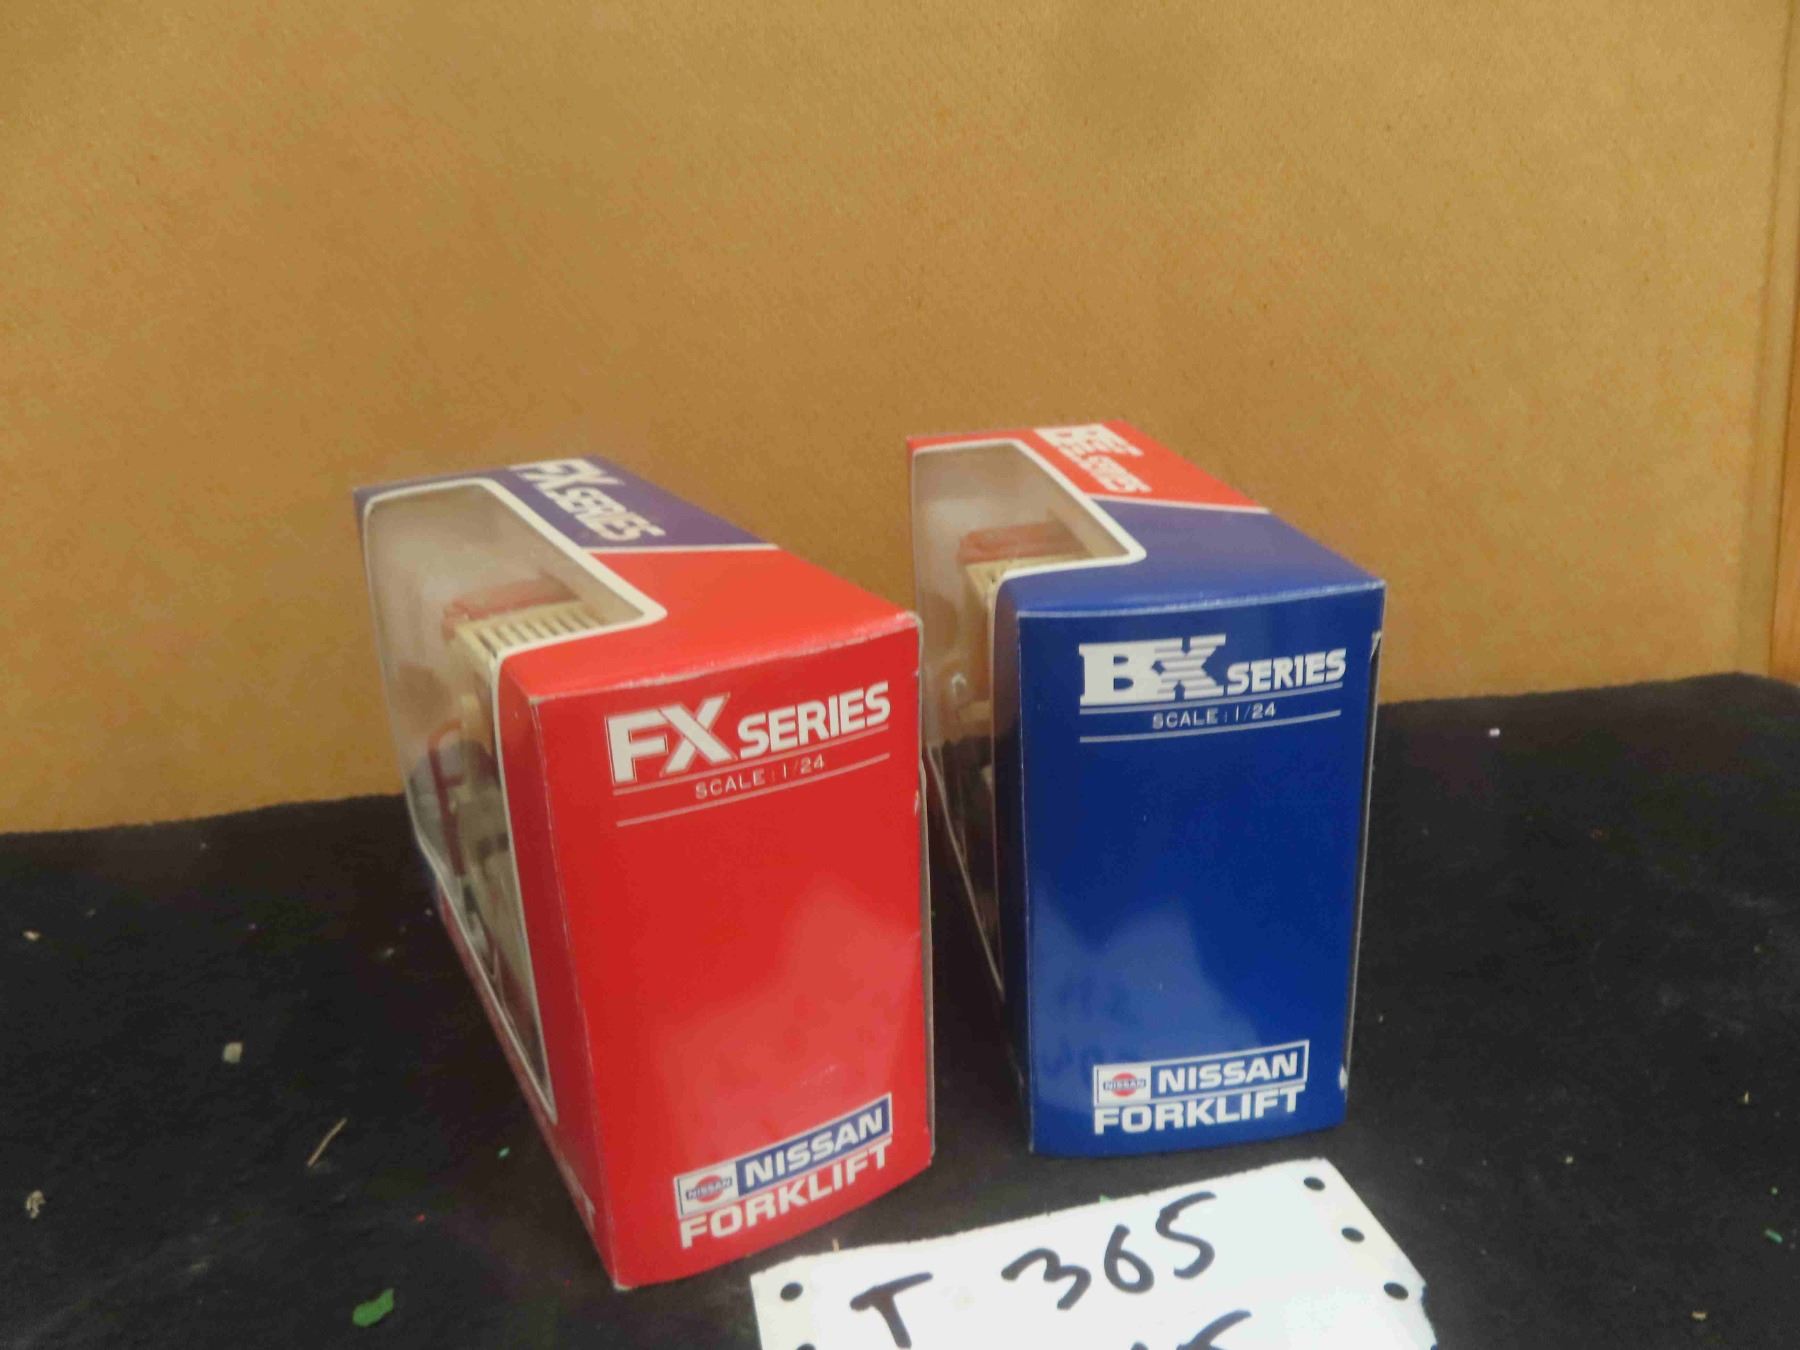 FX SERIES
FX SERIES
SCALE : 1/24
NISSAN NISSAN
FORKLIFT
BX SERIES
BX SERIES
SCALE : 1/24
NISSAN NISSAN
FORKLIFT
T 365